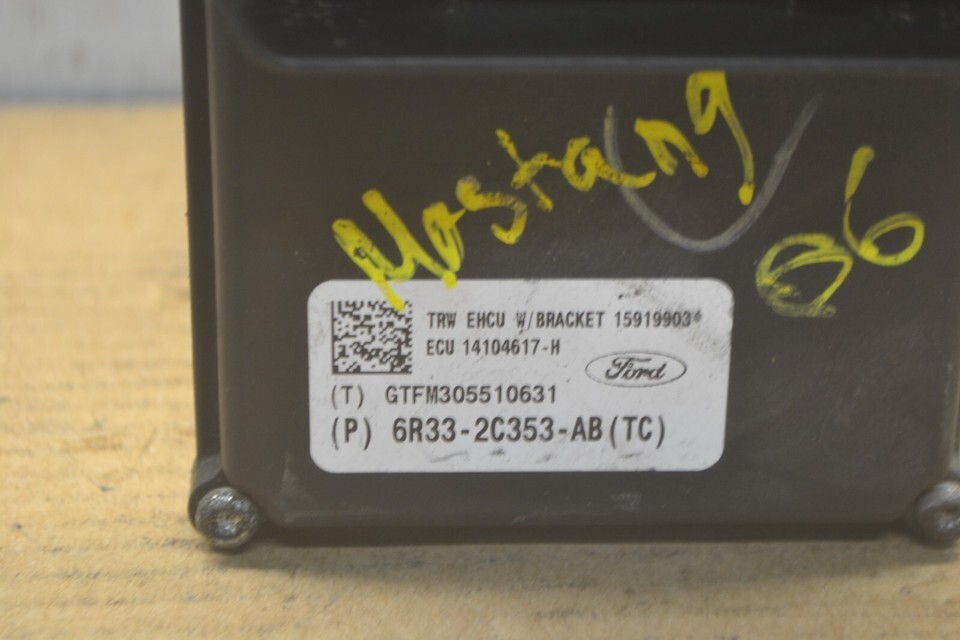 Mustang
06
TRW EHCU W/BRACKET 15919903*
ECU 14104617-H
Ford
(T) GTFM305510631
(P) 6R33-2C353-AB(TC)